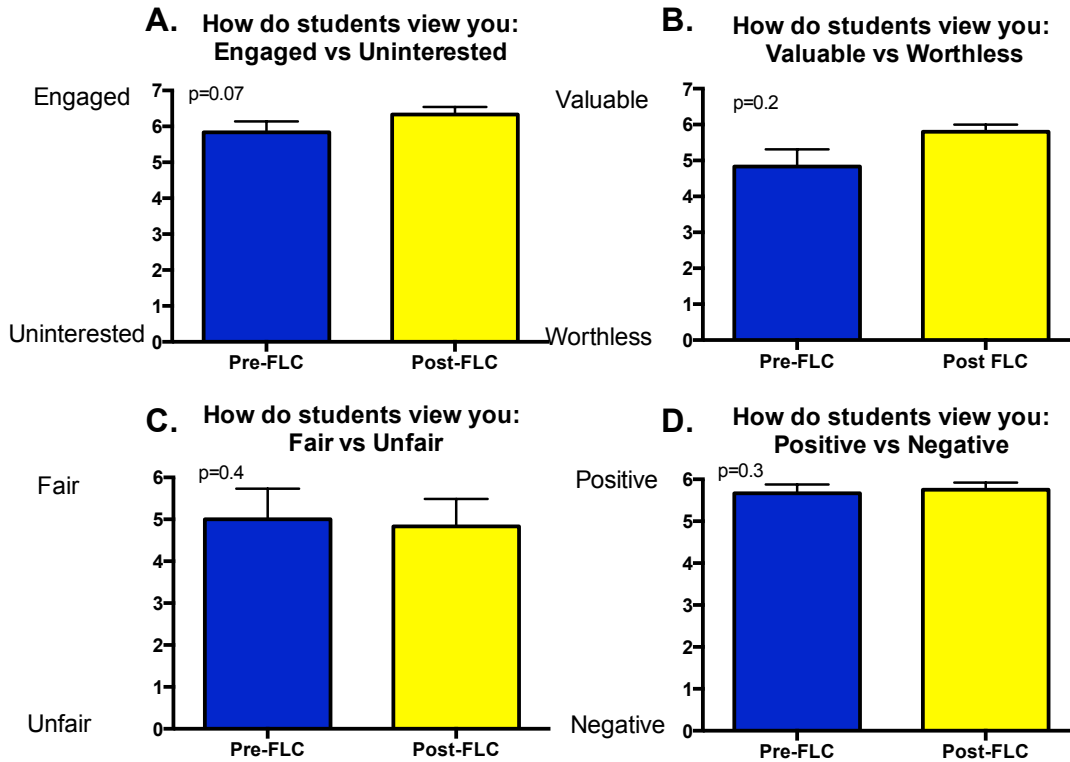 A.
How do students view you:
Engaged vs Uninterested
Engaged
Uninterested
p=0.07
7
6
5
4
3
2
1
0
Pre-FLC
Post-FLC
B.
How do students view you:
Valuable vs Worthless
Valuable
Worthless
p=0.2
7
6
5
4
3
2
1
0
Pre-FLC
Post FLC
C.
How do students view you:
Fair vs Unfair
Fair
Unfair
p=0.4
6
5
4
3
2
1
0
Pre-FLC
Post-FLC
D.
How do students view you:
Positive vs Negative
Positive
Negative
p=0.3
6
5
4
3
2
1
0
Pre-FLC
Post-FLC